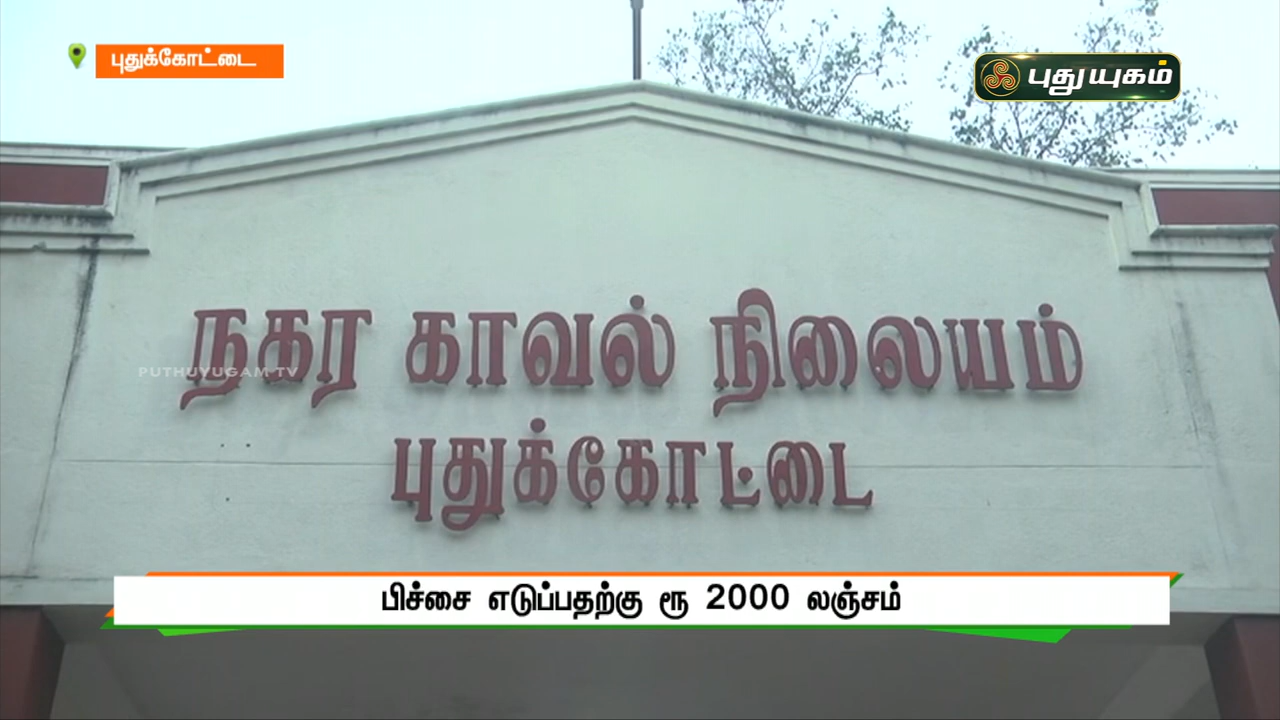 புதுக்கோட்டை
புதுயுகம்
நகர காவல் நிலையம்
PUTHUYUGAM TV
புதுக்கோட்டை
பிச்சை எடுப்பதற்கு ரூ 2000 லஞ்சம்